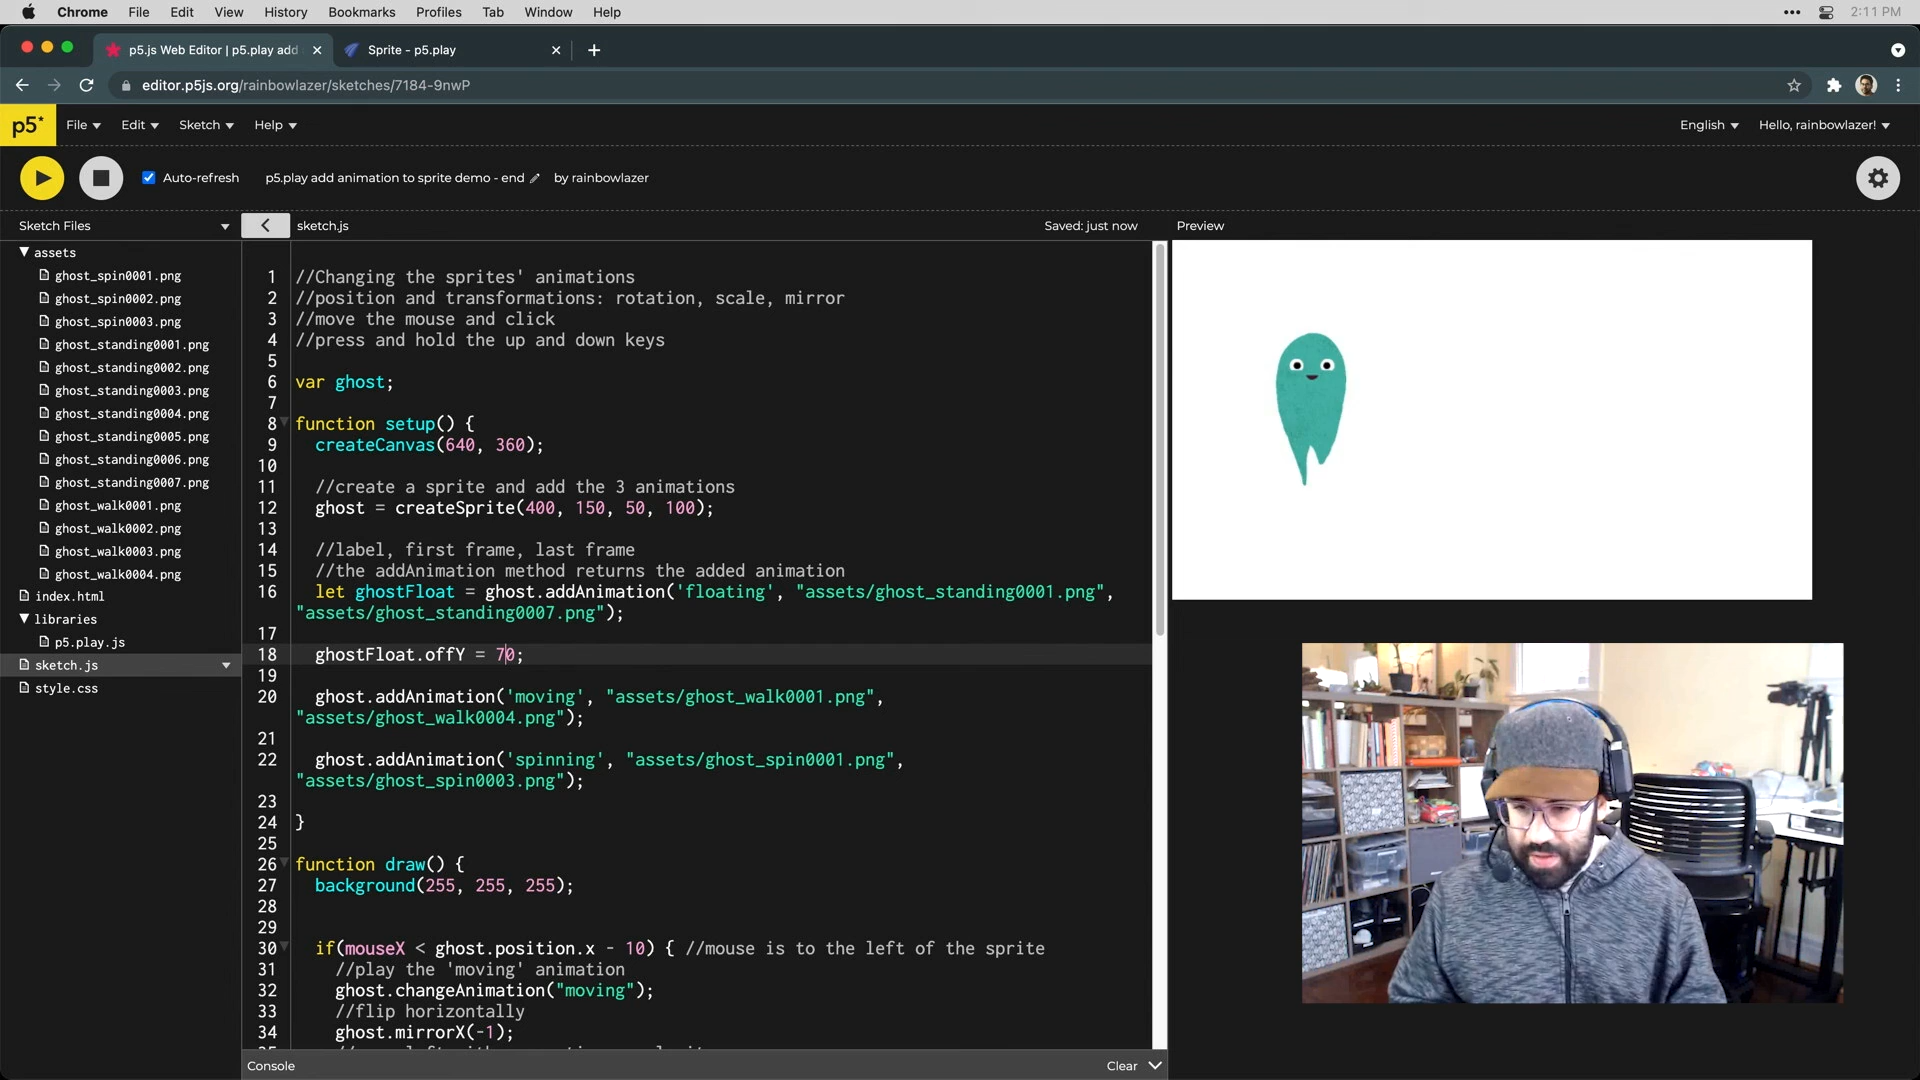 Chrome File Edit View History Bookmarks Profiles Tab Window Help 2:11 PM
p5.js Web Editor | p5.play add Sprite - p5.play
editor.p5js.org/rainbowlazer/sketches/7184-9nwP
p5* File Edit Sketch Help English Hello, rainbowlazer!
Auto-refresh p5.play add animation to sprite demo - end by rainbowlazer
Sketch Files sketch.js Saved: just now Preview
assets
ghost_spin0001.png
ghost_spin0002.png
ghost_spin0003.png
ghost_standing0001.png
ghost_standing0002.png
ghost_standing0003.png
ghost_standing0004.png
ghost_standing0005.png
ghost_standing0006.png
ghost_standing0007.png
ghost_walk0001.png
ghost_walk0002.png
ghost_walk0003.png
ghost_walk0004.png
index.html
libraries
p5.play.js
sketch.js
style.css
1 //Changing the sprites' animations
2 //position and transformations: rotation, scale, mirror
3 //move the mouse and click
4 //press and hold the up and down keys
5
6 var ghost;
7
8 function setup() {
9 createCanvas(640, 360);
10
11 //create a sprite and add the 3 animations
12 ghost = createSprite(400, 150, 50, 100);
13
14 //label, first frame, last frame
15 //the addAnimation method returns the added animation
16 let ghostFloat = ghost.addAnimation('floating', "assets/ghost_standing0001.png",
"assets/ghost_standing0007.png");
17
18 ghostFloat.offY = 70;
19
20 ghost.addAnimation('moving', "assets/ghost_walk0001.png",
"assets/ghost_walk0004.png");
21
22 ghost.addAnimation('spinning', "assets/ghost_spin0001.png",
"assets/ghost_spin0003.png");
23
24 }
25
26 function draw() {
27 background(255, 255, 255);
28
29
30 if(mouseX < ghost.position.x - 10) { //mouse is to the left of the sprite
31 //play the 'moving' animation
32 ghost.changeAnimation("moving");
33 //flip horizontally
34 ghost.mirrorX(-1);
Console Clear